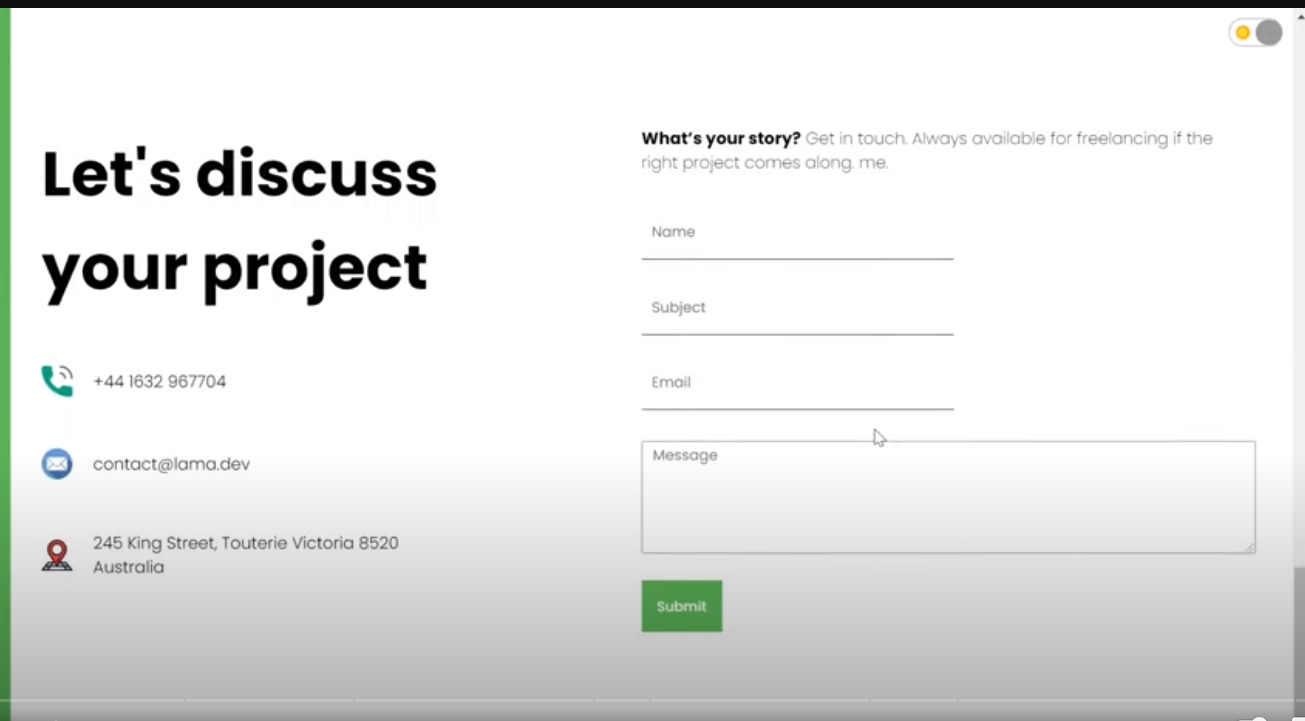 Let's discuss
your project
+44 1632 967704
contact@lama.dev
245 King Street, Touterie Victoria 8520
Australia
What's your story? Get in touch. Always available for freelancing if the
right project comes along. me.
Name
Subject
Email
Message
Submit